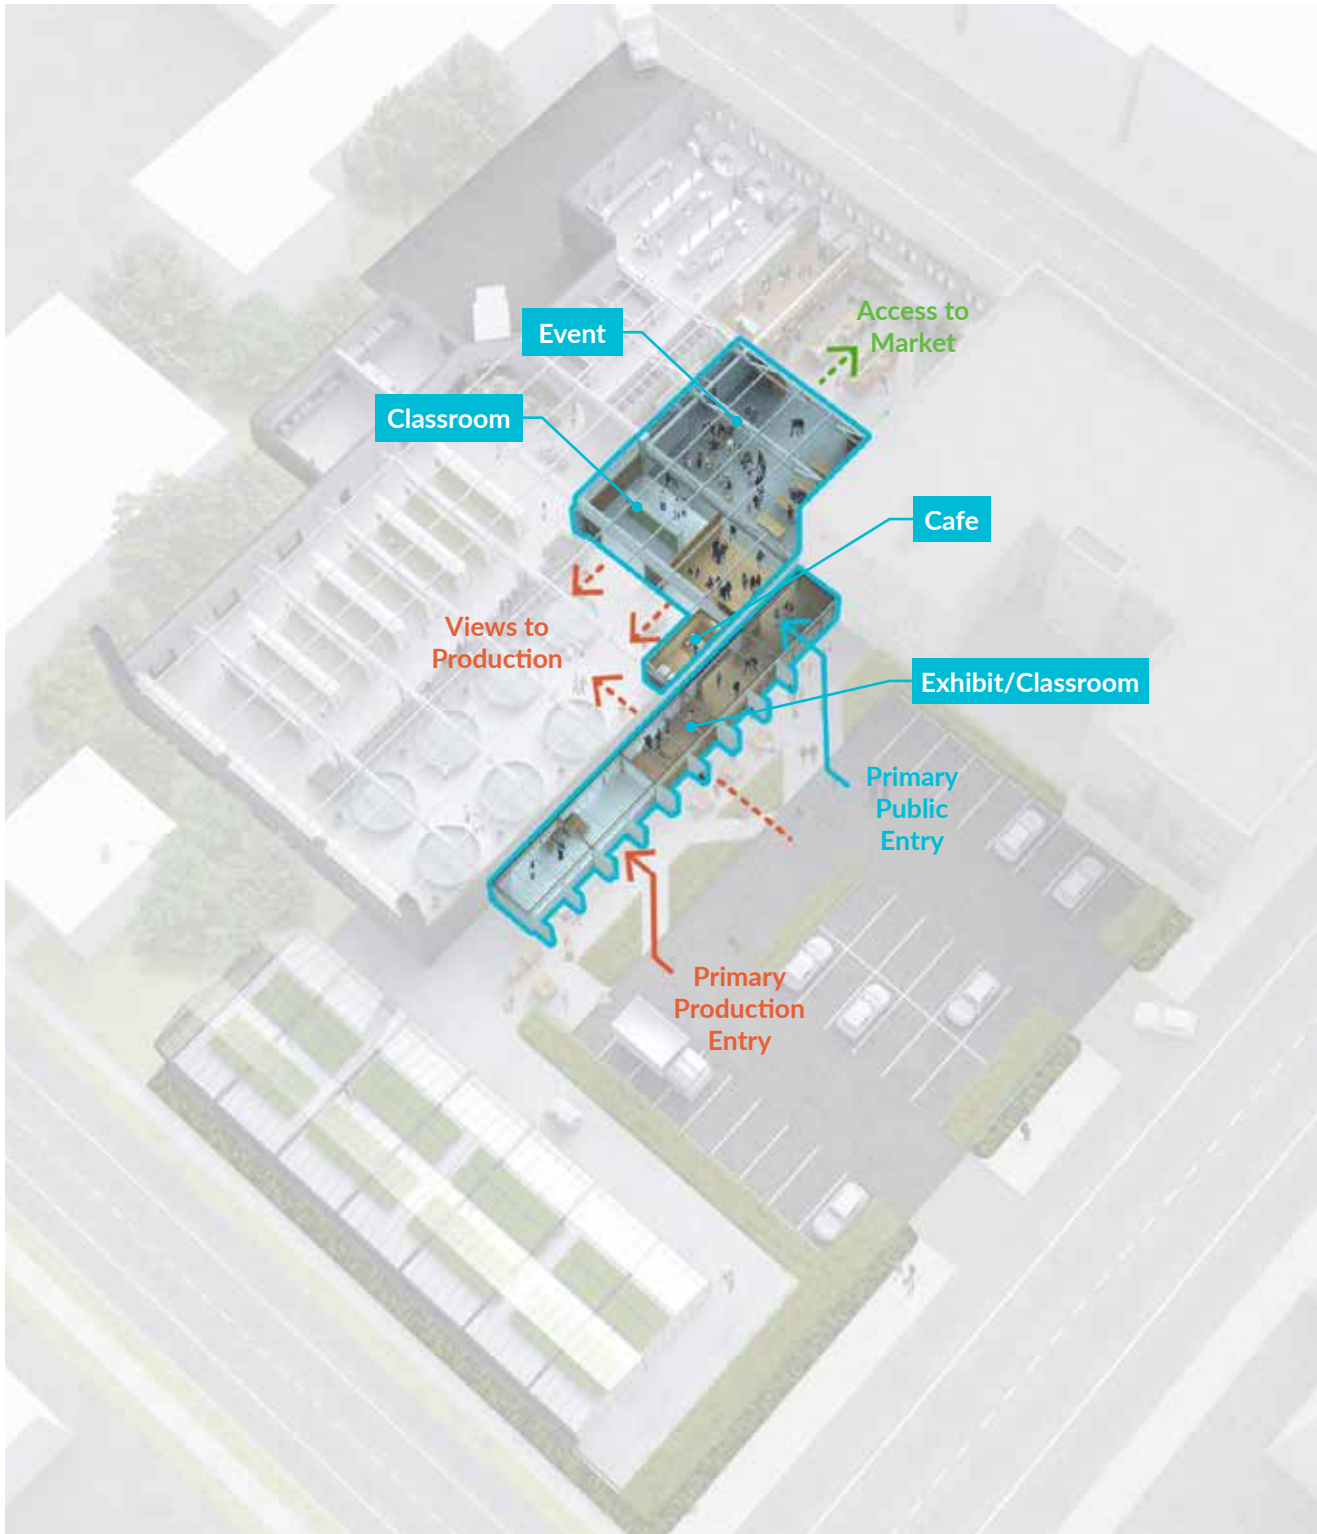 Access to
Market
Event
Classroom
Cafe
Views to
Production
Exhibit/Classroom
Primary
Public
Entry
Primary
Production
Entry